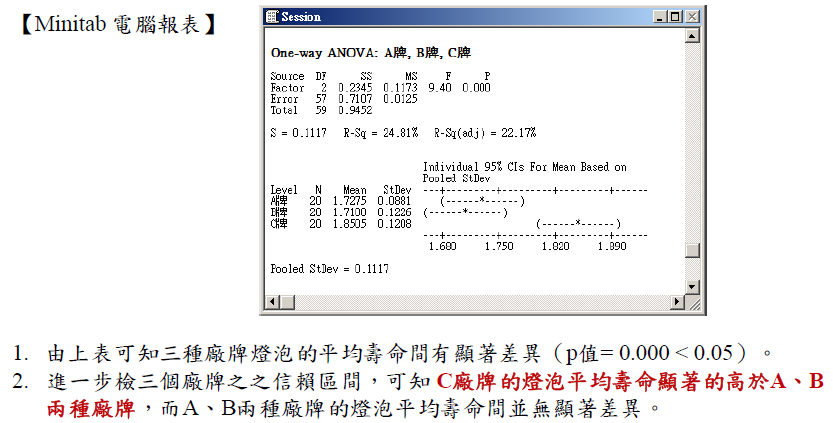 【Minitab 電腦報表】
Session
One-way ANOVA: A牌, B牌, C牌
Source DF SS MS F P
Factor 2 0.2345 0.1173 9.40 0.000
Error 57 0.7107 0.0125
Total 59 0.9452
S = 0.1117 R-Sq = 24.81% R-Sq(adj) = 22.17%
Individual 95% CIs For Mean Based on
Pooled StDev
Level N Mean StDev ---+---------+---------+---------+------
A牌 20 1.7275 0.0881 (------*------)
B牌 20 1.7100 0.1226 (------*------)
C牌 20 1.8505 0.1208 (------*------)
---+---------+---------+---------+------
1.680 1.750 1.820 1.890
Pooled StDev = 0.1117
1. 由上表可知三種廠牌燈泡的平均壽命間有顯著差異（p值= 0.000 < 0.05）。
2. 進一步檢三個廠牌之之信賴區間，可知 C廠牌的燈泡平均壽命顯著的高於A、B
兩種廠牌，而A、B兩種廠牌的燈泡平均壽命間並無顯著差異。